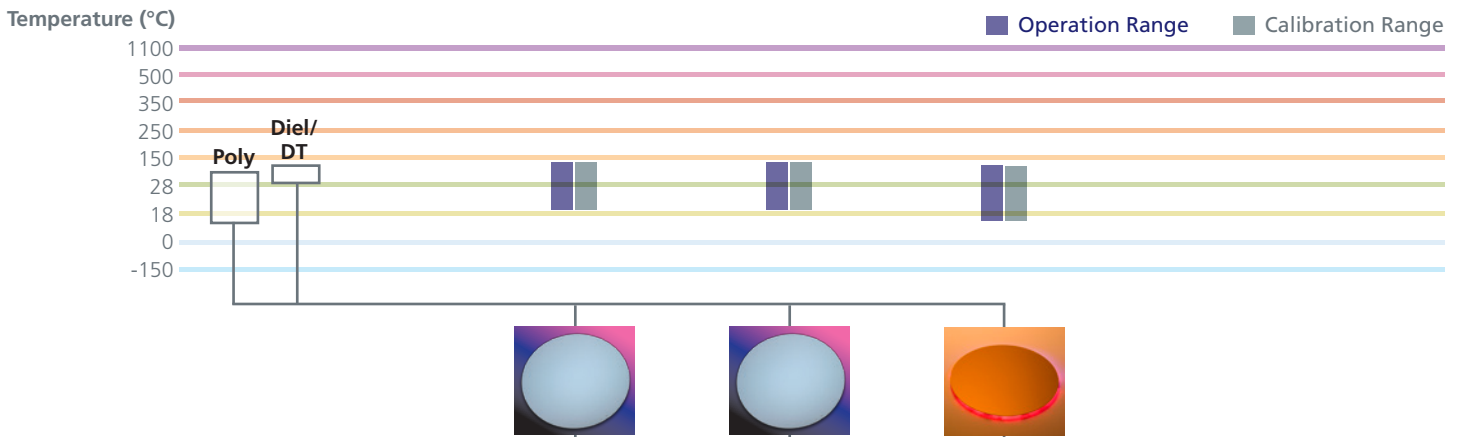 Temperature (°C)
Operation Range
Calibration Range
1100
500
350
250
Diel/
DT
Poly
150
28
18
0
-150